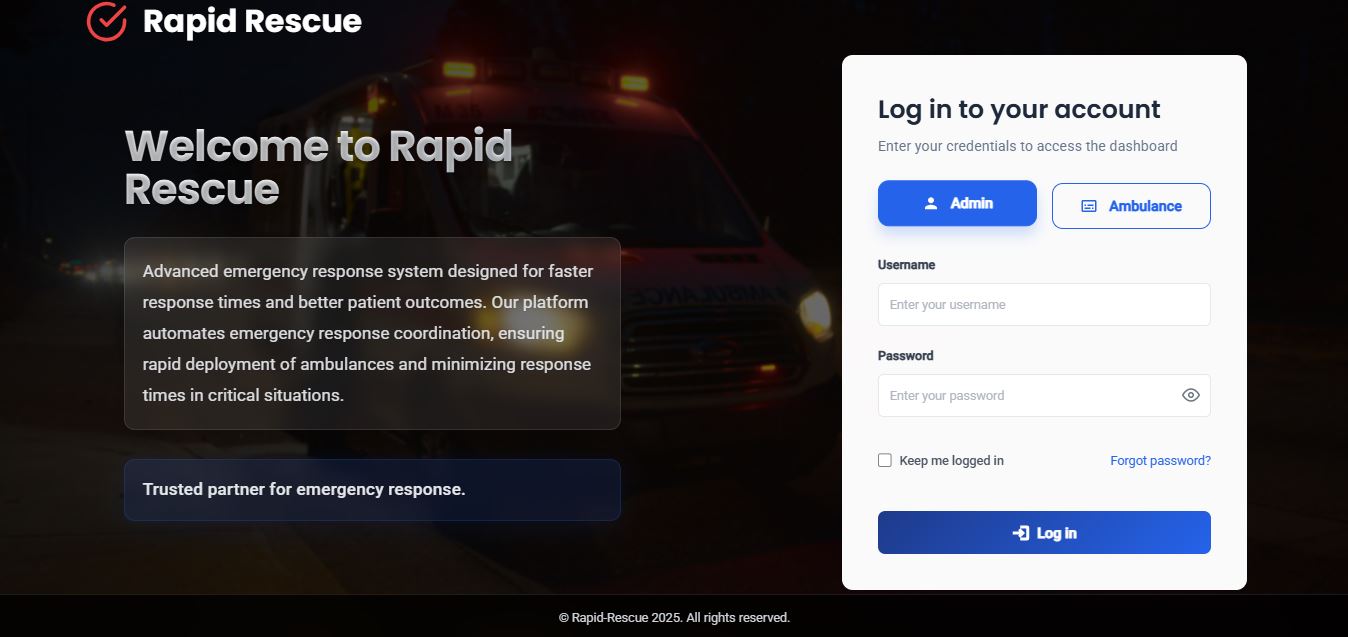 Rapid Rescue
Welcome to Rapid
Rescue
Advanced emergency response system designed for faster
response times and better patient outcomes. Our platform
automates emergency response coordination, ensuring
rapid deployment of ambulances and minimizing response
times in critical situations.
Trusted partner for emergency response.
Log in to your account
Enter your credentials to access the dashboard
Admin
Ambulance
Username
Enter your username
Password
Enter your password
Keep me logged in
Forgot password?
Log in
© Rapid-Rescue 2025. All rights reserved.